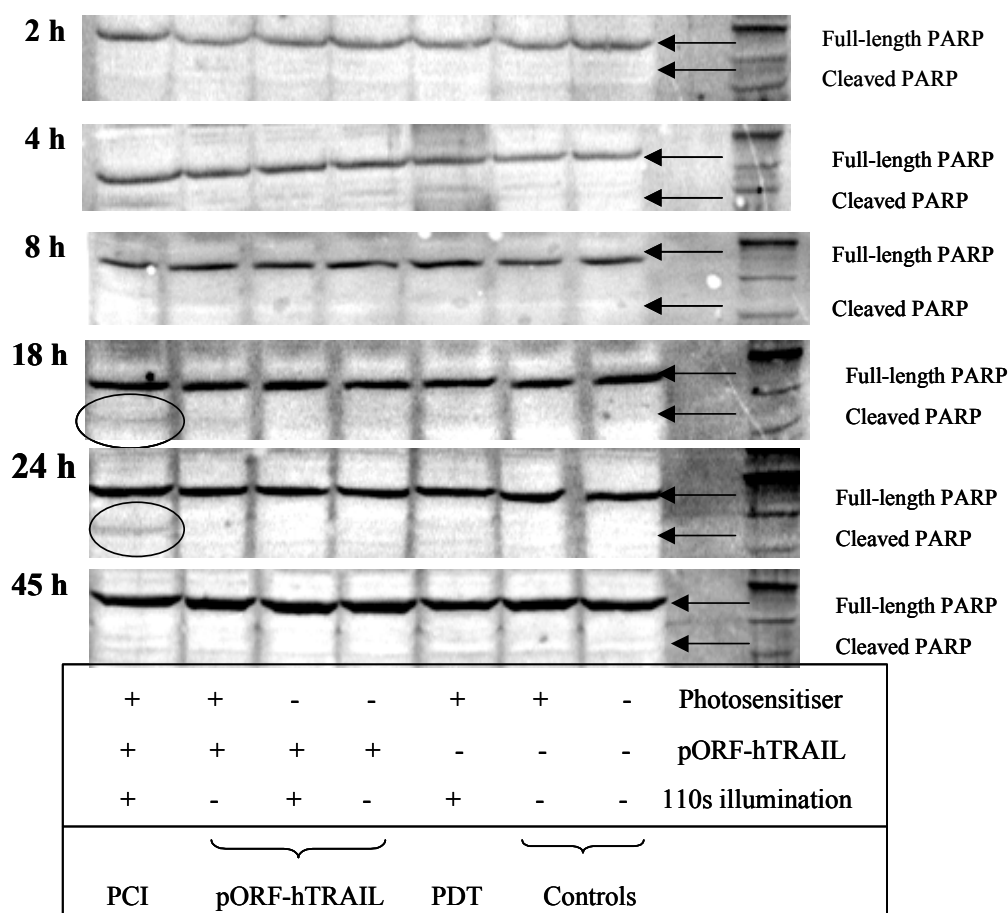 2 h
Full-length PARP
Cleaved PARP
4 h
Full-length PARP
Cleaved PARP
8 h
Full-length PARP
Cleaved PARP
18 h
Full-length PARP
Cleaved PARP
24 h
Full-length PARP
Cleaved PARP
45 h
Full-length PARP
Cleaved PARP
+ + - - + + - Photosensitiser
+ + + + - - - pORF-hTRAIL
+ - + - + - - 110s illumination
PCI pORF-hTRAIL PDT Controls